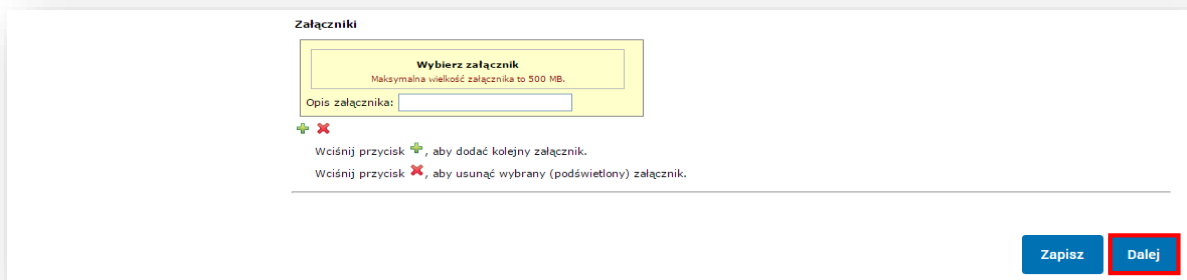 Załączniki
Wybierz załącznik
Maksymalna wielkość załącznika to 500 MB.
Opis załącznika:
Wciśnij przycisk , aby dodać kolejny załącznik.
Wciśnij przycisk , aby usunąć wybrany (podświetlony) załącznik.
Zapisz Dalej